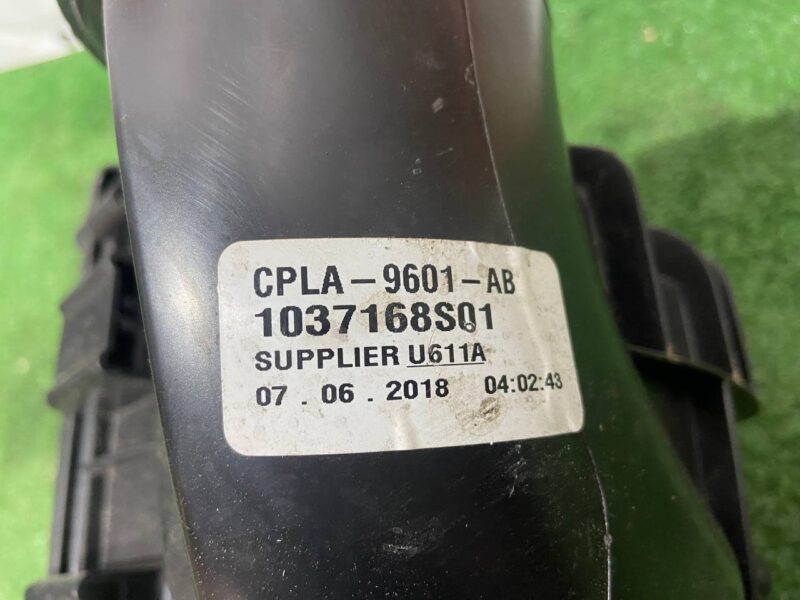 CPLA-9601-AB
1037168S01
SUPPLIER U611A
07 . 06 . 2018 04:02:43